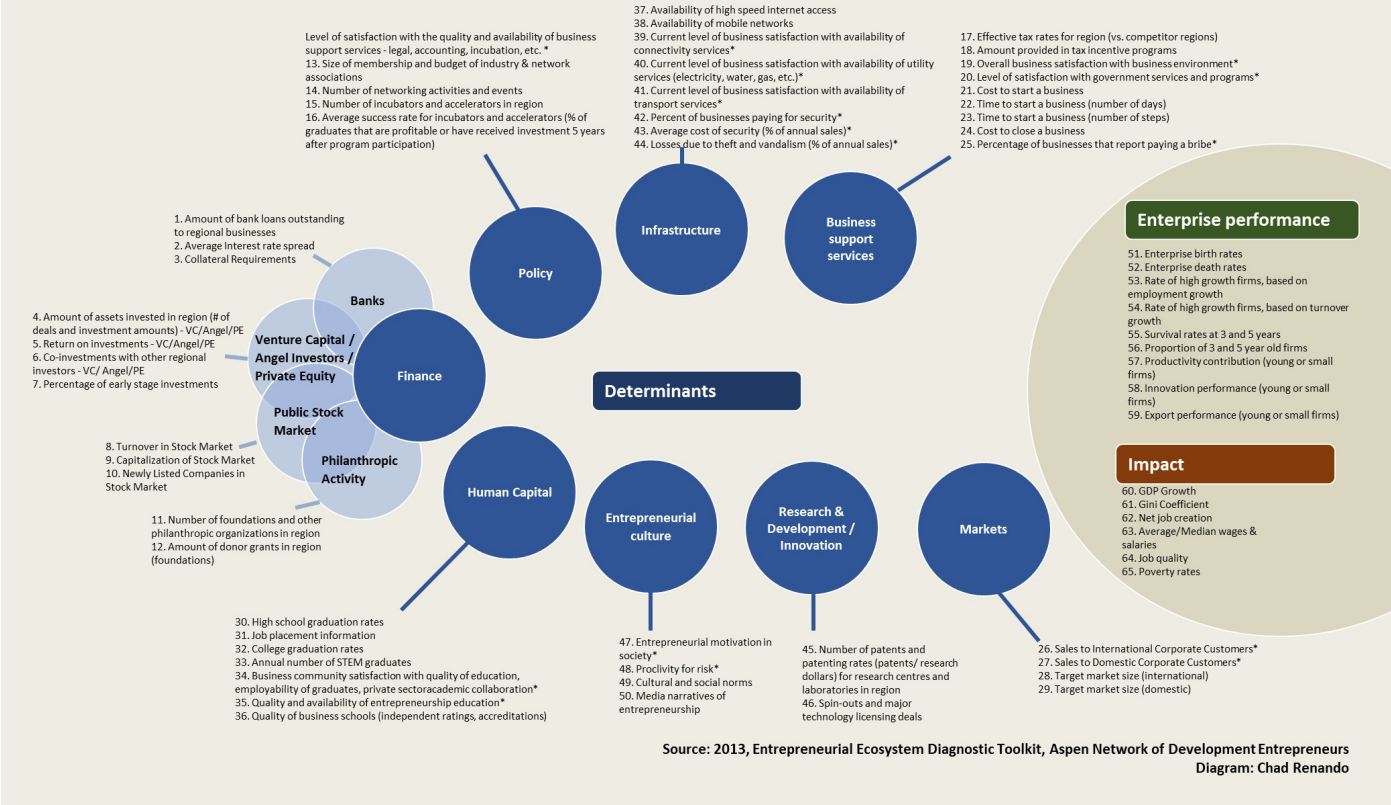 Level of satisfaction with the quality and availability of business
support services - legal, accounting, incubation, etc. *
13. Size of membership and budget of industry & network
associations
14. Number of networking activities and events
15. Number of incubators and accelerators in region
16. Average success rate for incubators and accelerators (% of
graduates that are profitable or have received investment 5 years
after program participation)
37. Availability of high speed internet access
38. Availability of mobile networks
39. Current level of business satisfaction with availability of
connectivity services*
40. Current level of business satisfaction with availability of utility
services (electricity, water, gas, etc.)*
41. Current level of business satisfaction with availability of
transport services*
42. Percent of businesses paying for security*
43. Average cost of security (% of annual sales)*
44. Losses due to theft and vandalism (% of annual sales)*
17. Effective tax rates for region (vs. competitor regions)
18. Amount provided in tax incentive programs
19. Overall business satisfaction with business environment*
20. Level of satisfaction with government services and programs*
21. Cost to start a business
22. Time to start a business (number of days)
23. Time to start a business (number of steps)
24. Cost to close a business
25. Percentage of businesses that report paying a bribe*
Policy
Infrastructure
Business
support
services
1. Amount of bank loans outstanding
to regional businesses
2. Average Interest rate spread
3. Collateral Requirements
Banks
4. Amount of assets invested in region (# of
deals and investment amounts) - VC/Angel/PE
5. Return on investments - VC/Angel/PE
6. Co-investments with other regional
investors - VC/ Angel/PE
7. Percentage of early stage investments
Venture Capital /
Angel Investors /
Private Equity
Finance
Public Stock
Market
8. Turnover in Stock Market
9. Capitalization of Stock Market
10. Newly Listed Companies in
Stock Market
Philanthropic
Activity
11. Number of foundations and other
philanthropic organizations in region
12. Amount of donor grants in region
(foundations)
Determinants
Enterprise performance
51. Enterprise birth rates
52. Enterprise death rates
53. Rate of high growth firms, based on
employment growth
54. Rate of high growth firms, based on turnover
growth
55. Survival rates at 3 and 5 years
56. Proportion of 3 and 5 year old firms
57. Productivity contribution (young or small
firms)
58. Innovation performance (young or small
firms)
59. Export performance (young or small firms)
Impact
60. GDP Growth
61. Gini Coefficient
62. Net job creation
63. Average/Median wages &
salaries
64. Job quality
65. Poverty rates
Human Capital
Entrepreneurial
culture
Research &
Development /
Innovation
Markets
30. High school graduation rates
31. Job placement information
32. College graduation rates
33. Annual number of STEM graduates
34. Business community satisfaction with quality of education,
employability of graduates, private sectoracademic collaboration*
35. Quality and availability of entrepreneurship education*
36. Quality of business schools (independent ratings, accreditations)
47. Entrepreneurial motivation in
society*
48. Proclivity for risk*
49. Cultural and social norms
50. Media narratives of
entrepreneurship
45. Number of patents and
patenting rates (patents/ research
dollars) for research centres and
laboratories in region
46. Spin-outs and major
technology licensing deals
26. Sales to International Corporate Customers*
27. Sales to Domestic Corporate Customers*
28. Target market size (international)
29. Target market size (domestic)
Source: 2013, Entrepreneurial Ecosystem Diagnostic Toolkit, Aspen Network of Development Entrepreneurs
Diagram: Chad Renando